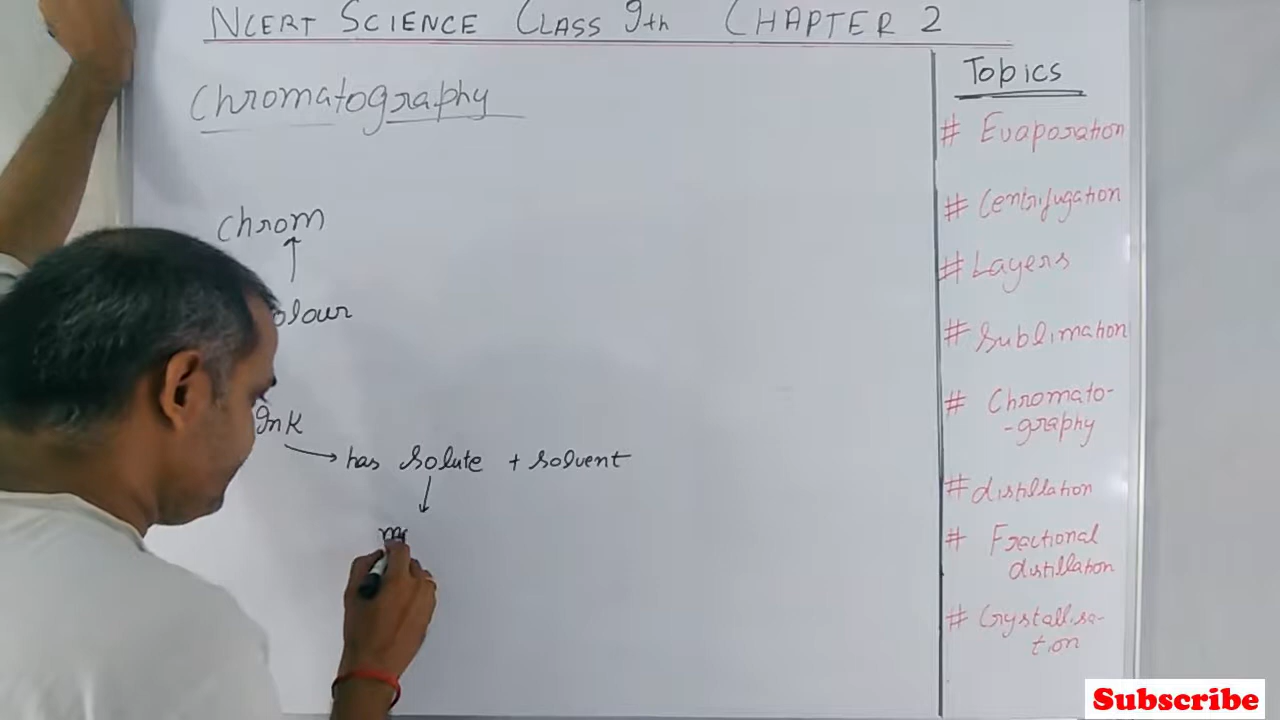 NCERT SCIENCE CLASS 9th CHAPTER 2
Chromatography
Chrom
olour
Ink
has solute + solvent
Topics
# Evaporation
# Centrifugation
# Layers
# Sublimation
# Chromato-
-graphy
# distillation
# Fractional
distillation
# Crystallisa-
tion
Subscribe